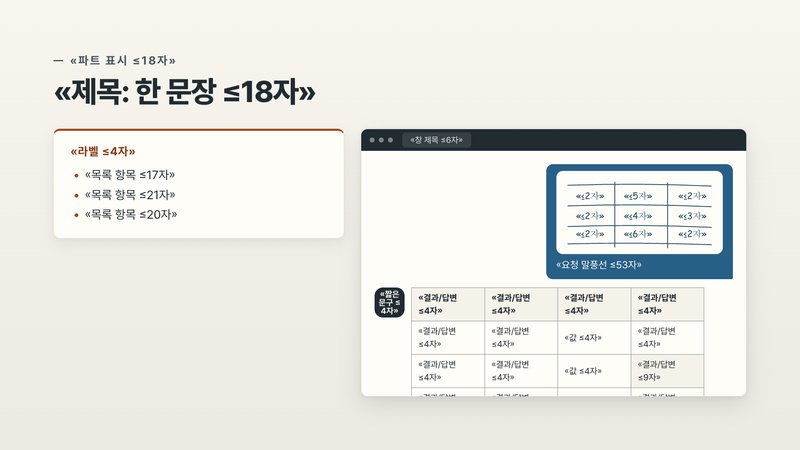 — «파트 표시 ≤18자»
«제목: 한 문장 ≤18자»
«라벨 ≤4자»
• «목록 항목 ≤17자»
• «목록 항목 ≤21자»
• «목록 항목 ≤20자»
«창 제목 ≤6자»
«≤2자» «≤5자» «≤2자»
«≤2자» «≤4자» «≤3자»
«≤2자» «≤6자» «≤2자»
«요청 말풍선 ≤53자»
«짧은
문구 ≤
4자»
«결과/답변 «결과/답변 «결과/답변 «결과/답변
≤4자» ≤4자» ≤4자» ≤4자»
«결과/답변 «결과/답변 «값 ≤4자» «결과/답변
≤4자» ≤4자» ≤4자»
«결과/답변 «결과/답변 «값 ≤4자» «결과/답변
≤4자» ≤4자» ≤9자»